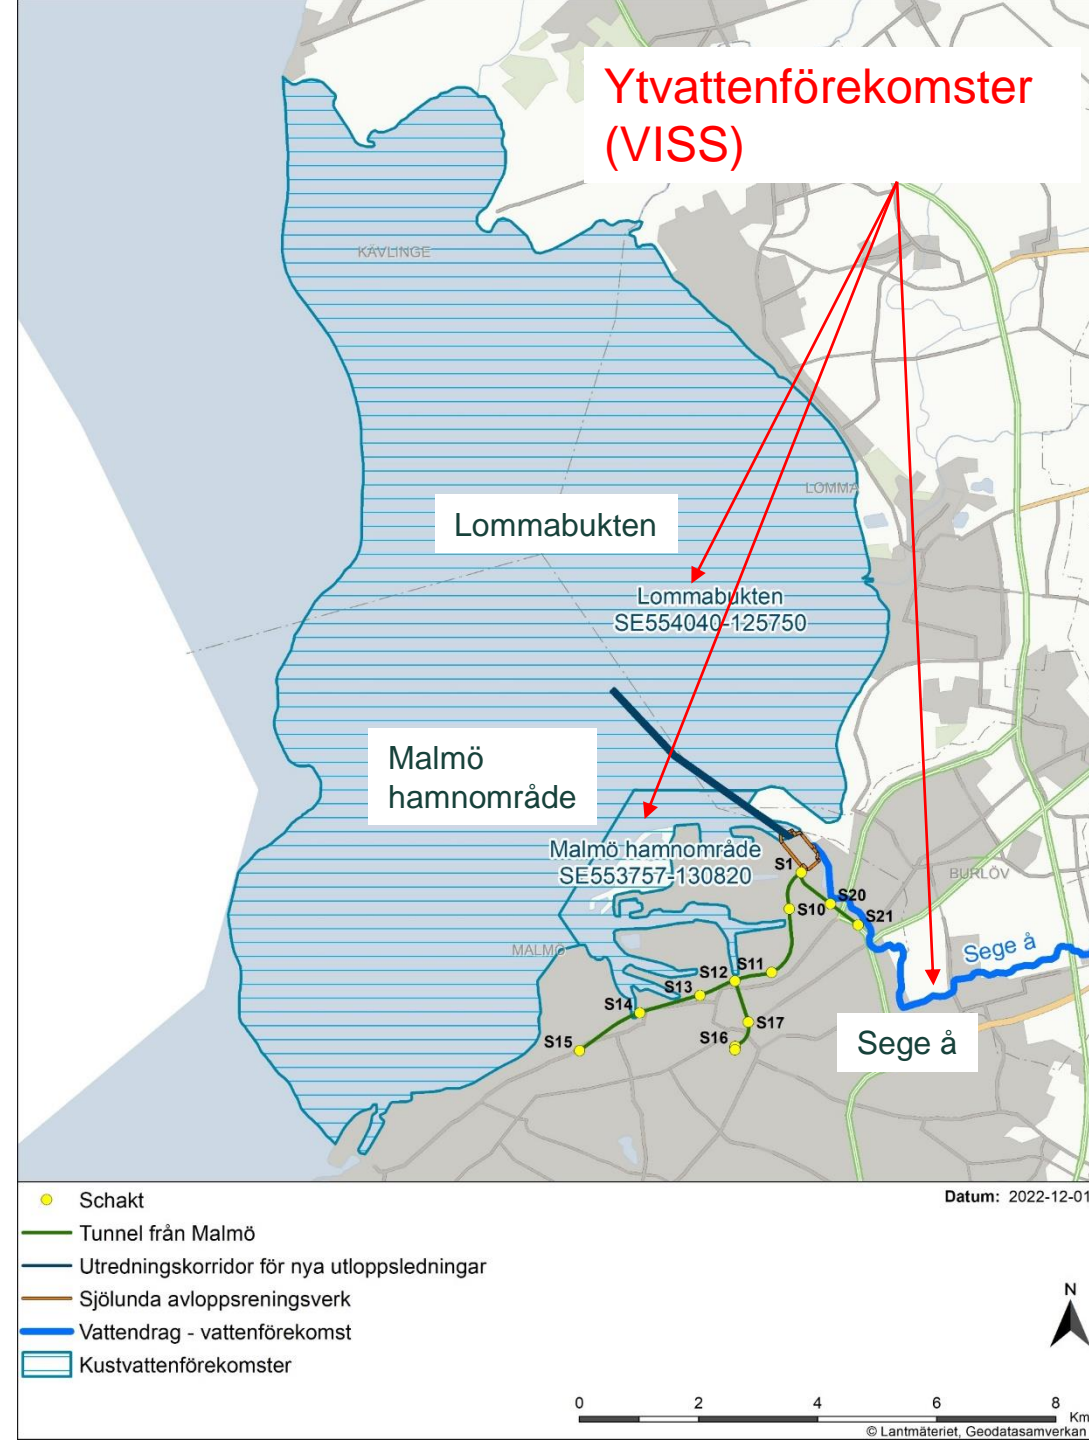 Ytvattenförekomster
(VISS)
KÄVLINGE
LOMMA
Lommabukten
Lommabukten
SE554040-125750
Malmö
hamnområde
Malmö hamnområde
SE553757-130820
S1
BURLÖV
S20
S10
S21
Sege å
MALMÖ
S11
S12
S13
S14
S17
S15
S16
Sege å
Schakt
Datum: 2022-12-01
Tunnel från Malmö
Utredningskorridor för nya utloppsledningar
Sjölunda avloppsreningsverk
N
Vattendrag - vattenförekomst
Kustvattenförekomster
0 2 4 6 8
Km
© Lantmäteriet, Geodatasamverkan